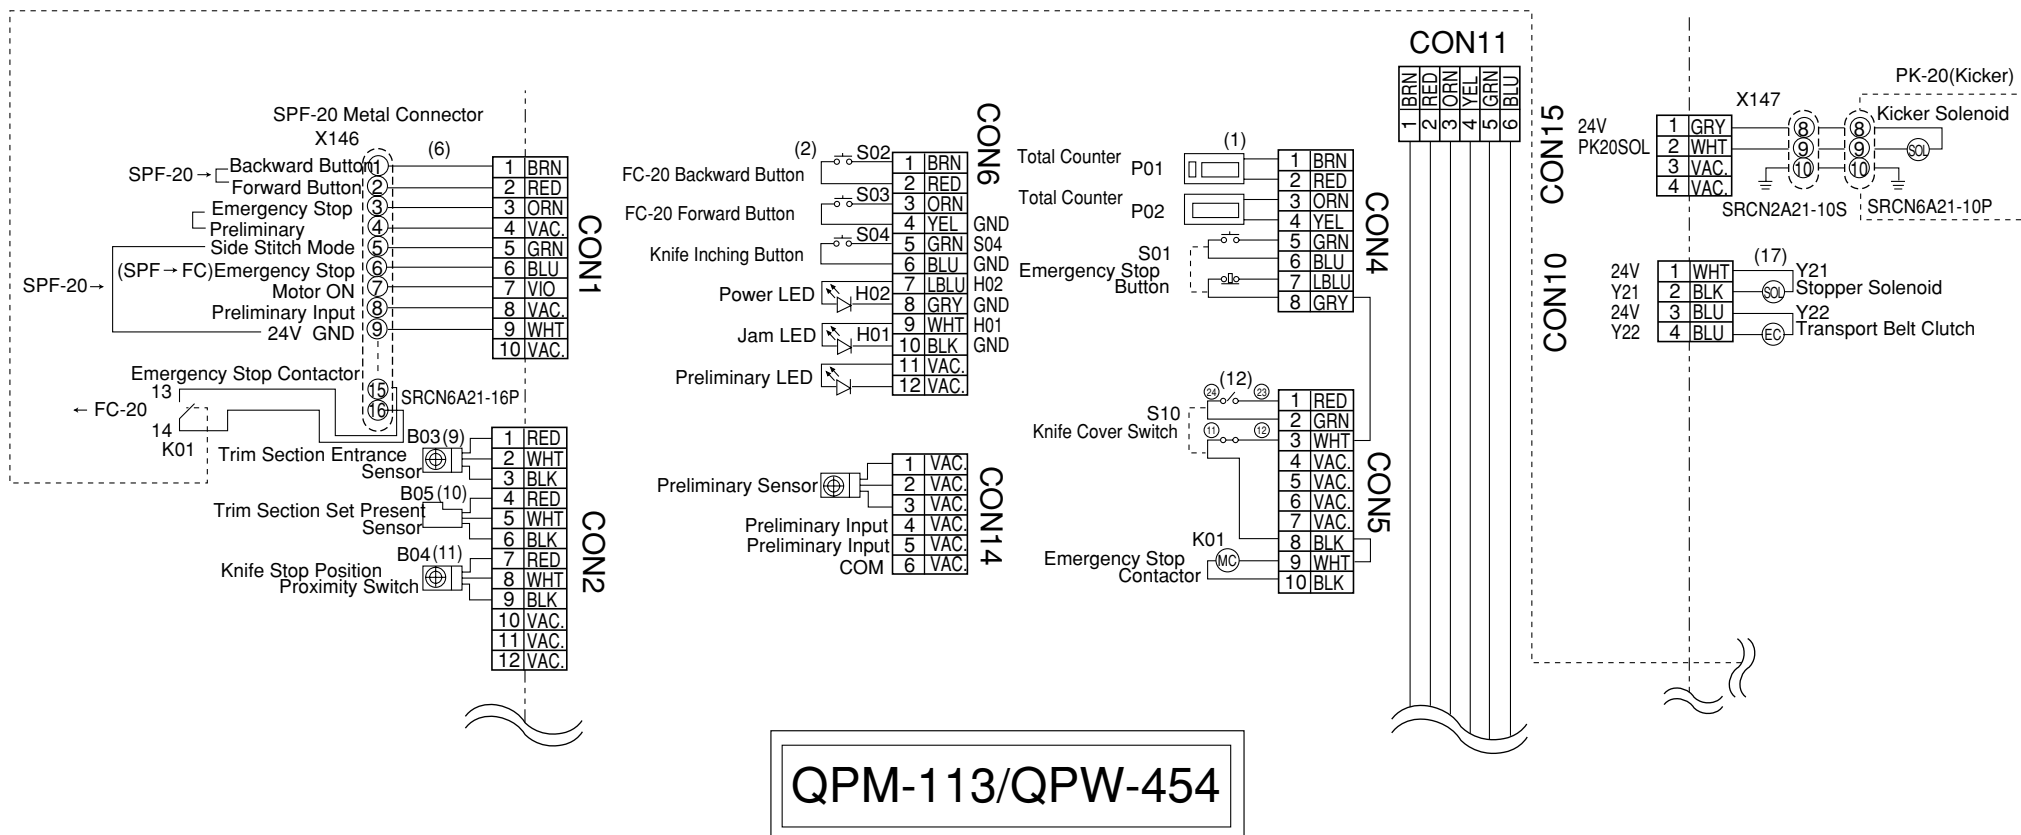 SPF-20 Metal Connector
X146
(6)
SPF-20 →
Backward Button 1
Forward Button 2
Emergency Stop 3
Preliminary 4
Side Stitch Mode 5
(SPF → FC)Emergency Stop 6
SPF-20 →
Motor ON 7
Preliminary Input 8
24V GND 9
1 BRN
2 RED
3 ORN
4 VAC.
5 GRN
6 BLU
7 VIO
8 VAC.
9 WHT
10 VAC.
CON1
Emergency Stop Contactor
13
15
16
SRCN6A21-16P
← FC-20
14
K01
B03(9)
Trim Section Entrance
Sensor
B05(10)
Trim Section Set Present
Sensor
B04(11)
Knife Stop Position
Proximity Switch
1 RED
2 WHT
3 BLK
4 RED
5 WHT
6 BLK
7 RED
8 WHT
9 BLK
10 VAC.
11 VAC.
12 VAC.
CON2
(2)
S02
FC-20 Backward Button
S03
FC-20 Forward Button
S04
Knife Inching Button
Power LED
H02
Jam LED
H01
Preliminary LED
1 BRN
2 RED
3 ORN
4 YEL GND
5 GRN S04
6 BLU GND
7 LBLU H02
8 GRY GND
9 WHT H01
10 BLK GND
11 VAC.
12 VAC.
CON6
Preliminary Sensor
Preliminary Input
Preliminary Input
COM
1 VAC.
2 VAC.
3 VAC.
4 VAC.
5 VAC.
6 VAC.
CON14
(1)
Total Counter
P01
Total Counter
P02
S01
Emergency Stop
Button
1 BRN
2 RED
3 ORN
4 YEL
5 GRN
6 BLU
7 LBLU
8 GRY
CON4
(12)
24 23
S10
Knife Cover Switch
11 12
K01
Emergency Stop
Contactor
MC
1 RED
2 GRN
3 WHT
4 VAC.
5 VAC.
6 VAC.
7 VAC.
8 BLK
9 WHT
10 BLK
CON5
CON11
1 BRN
2 RED
3 ORN
4 YEL
5 GRN
6 BLU
CON15
24V
PK20SOL
1 GRY
2 WHT
3 VAC.
4 VAC.
X147
8
9
10
SRCN2A21-10S
PK-20(Kicker)
Kicker Solenoid
8
9
10
SOL
SRCN6A21-10P
CON10
24V
Y21
24V
Y22
1 WHT
2 BLK
3 BLU
4 BLU
(17)
Y21
SOL
Stopper Solenoid
Y22
EC
Transport Belt Clutch
QPM-113/QPW-454